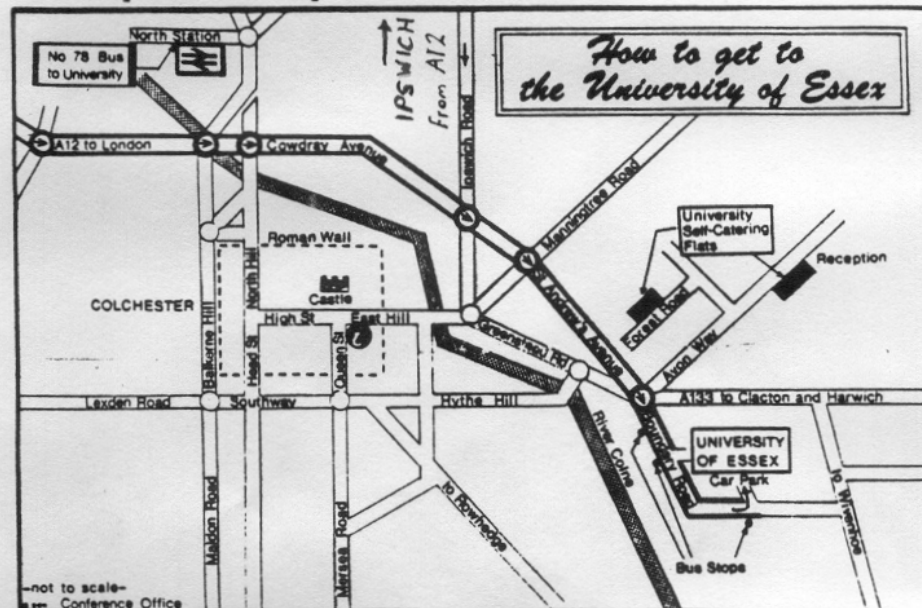 How to get to
the University of Essex
North Station
No 78 Bus
to University
IPSWICH
From A12
Ipswich Road
A12 to London
Cowdray Avenue
Manningtree Road
University
Self-Catering
Flats
Reception
Roman Wall
Castle
COLCHESTER
North Hill
High St
East Hill
Balkerne Hill
Head St
Queen St
Greenstead Rd
St Andrew's Avenue
Forest Road
Avon Way
Lexden Road
Southway
Hythe Hill
A133 to Clacton and Harwich
River Colne
Boundary Road
UNIVERSITY
OF ESSEX
Car Park
to Wivenhoe
Maldon Road
Mersea Road
to Rowhedge
Bus Stops
-not to scale-
Conference Office